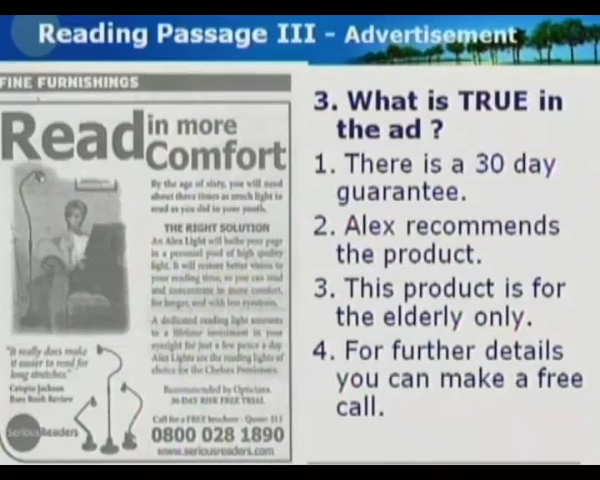 Reading Passage III - Advertisement
FINE FURNISHINGS
Read in more
Comfort
By the age of sixty, you will need
about three times as much light to
read as you did in your youth.
THE RIGHT SOLUTION
An Alex Light will bathe your page
in a personal pool of high quality
light. It will restore better vision to
your reading time, so you can read
and concentrate in more comfort,
for longer, and with less eyestrain.
A dedicated reading light amounts
to a lifetime investment in your
eyesight for just a few pence a day.
Alex Lights are the reading lights of
choice for the Chelsea Pensioners.
Recommended by Opticians.
30-DAY RISK FREE TRIAL
"It really does make
it easier to read for
long stretches."
Crispin Jackson
Rare Book Review
Call for a FREE brochure - Quote: 313
0800 028 1890
www.seriousreaders.com
Serious Readers
3. What is TRUE in
the ad ?
1. There is a 30 day
guarantee.
2. Alex recommends
the product.
3. This product is for
the elderly only.
4. For further details
you can make a free
call.